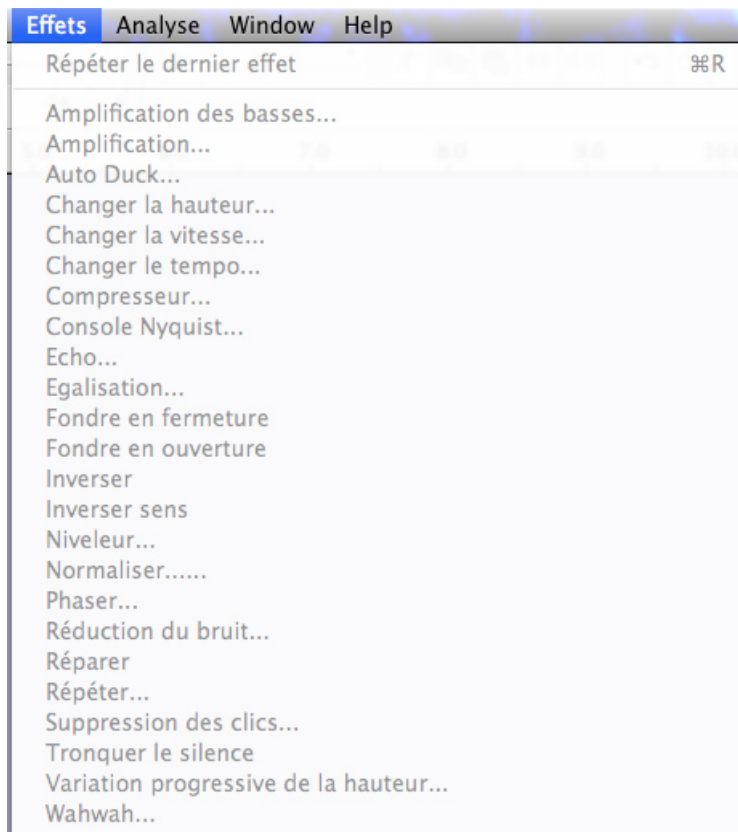 Effets Analyse Window Help
Répéter le dernier effet ⌘R
Amplification des basses...
Amplification...
Auto Duck...
Changer la hauteur...
Changer la vitesse...
Changer le tempo...
Compresseur...
Console Nyquist...
Echo...
Egalisation...
Fondre en fermeture
Fondre en ouverture
Inverser
Inverser sens
Niveleur...
Normaliser......
Phaser...
Réduction du bruit...
Réparer
Répéter...
Suppression des clics...
Tronquer le silence
Variation progressive de la hauteur...
Wahwah...